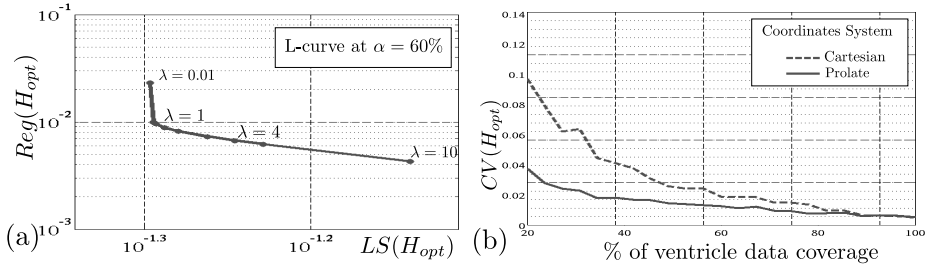 10^-1
10^-2
10^-3
Reg(H_opt)
L-curve at α = 60%
λ = 0.01
λ = 1
λ = 4
λ = 10
10^-1.3
10^-1.2
LS(H_opt)
(a)
0.14
0.12
0.1
0.08
0.06
0.04
0.02
0
CV(H_opt)
Coordinates System
Cartesian
Prolate
20
40
60
80
100
% of ventricle data coverage
(b)